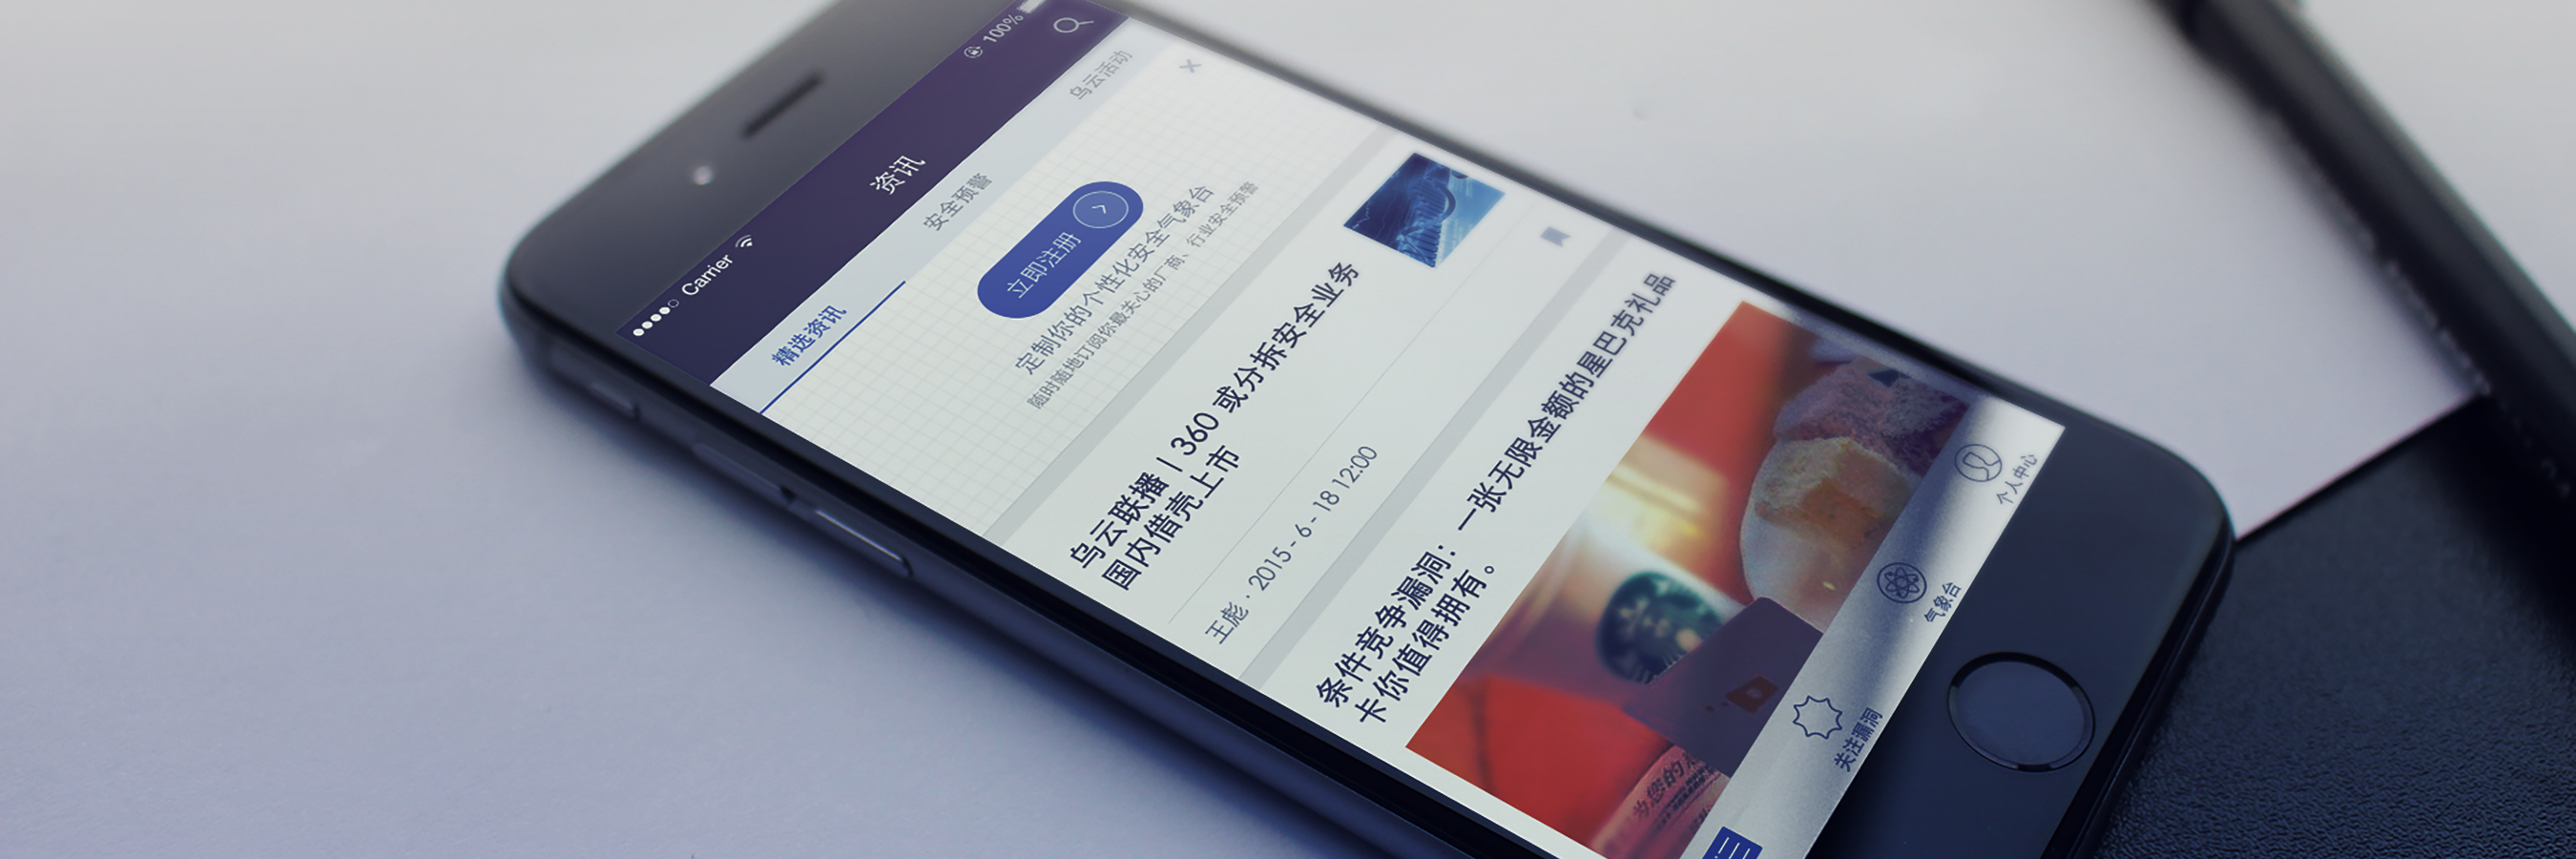 Carrier 100%
资讯
精选资讯 安全预警 乌云活动
立即注册
定制你的个性化安全气象台
随时随地订阅你最关心的厂商、行业安全预警
乌云联播 | 360 或分拆安全业务
国内借壳上市
王彪 · 2015 - 6 - 18 12:00
条件竞争漏洞：一张无限金额的星巴克礼品
卡你值得拥有。
为您的
关注漏洞 气象台 个人中心